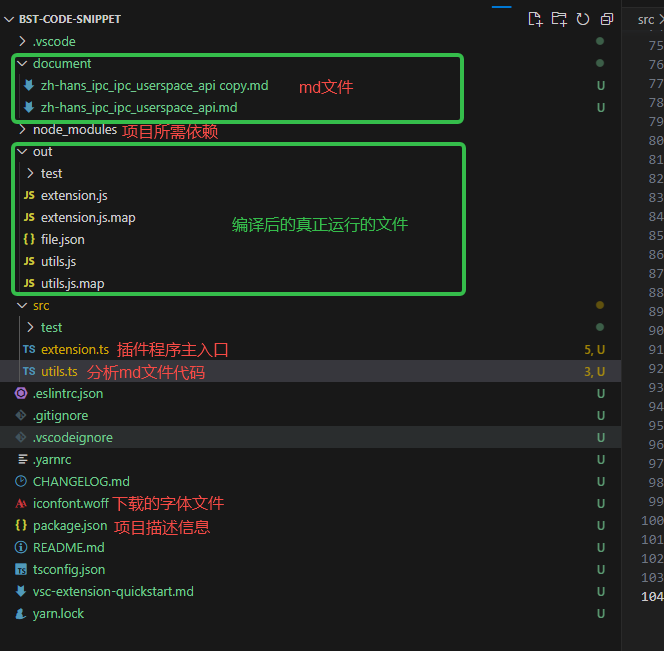 BST-CODE-SNIPPET
src
.vscode
document
zh-hans_ipc_ipc_userspace_api copy.md md文件 U
zh-hans_ipc_ipc_userspace_api.md U
node_modules 项目所需依赖
out
test
JS extension.js
extension.js.map 编译后的真正运行的文件
{} file.json
JS utils.js
utils.js.map
src
test
TS extension.ts 插件程序主入口 5, U
TS utils.ts 分析md文件代码 3, U
.eslintrc.json U
.gitignore U
.vscodeignore U
.yarnrc U
CHANGELOG.md U
iconfont.woff 下载的字体文件 U
{} package.json 项目描述信息 U
README.md U
TS tsconfig.json U
vsc-extension-quickstart.md U
yarn.lock U
75
76
77
78
79
80
81
82
83
84
85
86
87
88
89
90
91
92
93
94
95
96
97
98
99
100
101
102
103
104